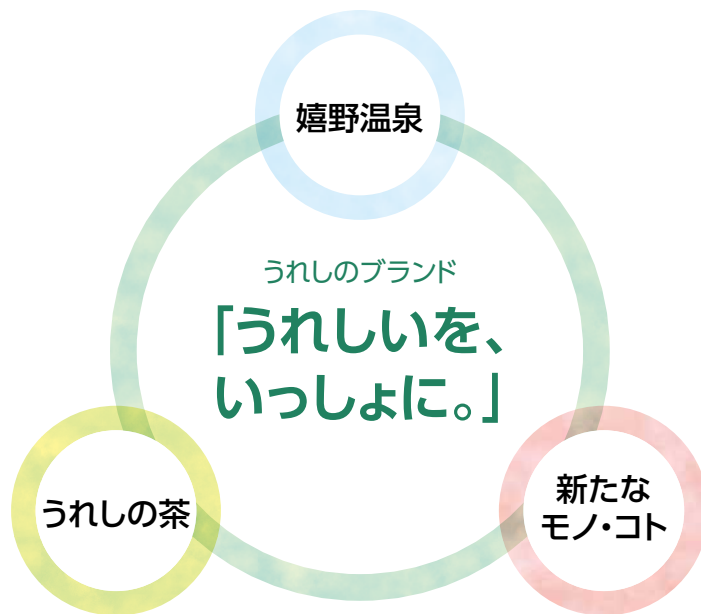 嬉野温泉
うれしのブランド
「うれしいを、
いっしょに。」
うれしの茶
新たな
モノ・コト